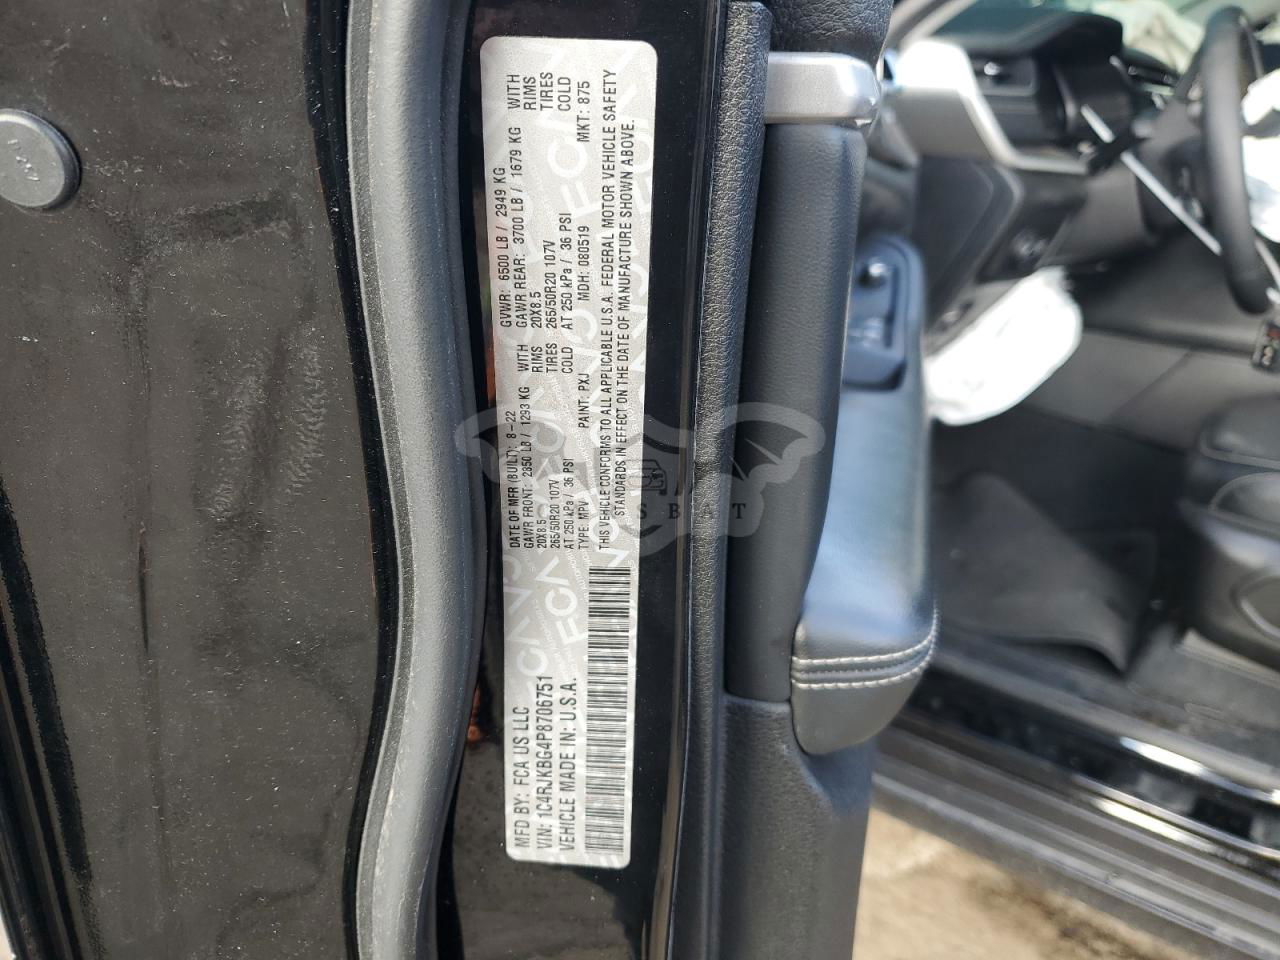 MFD BY: FCA US LLC
DATE OF MFR (BUILT): 8-22
GVWR: 6500 LB / 2949 KG
GAWR FRONT: 2850 LB / 1293 KG WITH
GAWR REAR: 3700 LB / 1679 KG WITH
20X8.5 RIMS
20X8.5 RIMS
265/50R20 107V TIRES
265/50R20 107V TIRES
AT 250 kPa / 36 PSI COLD
AT 250 kPa / 36 PSI COLD
VIN: 1C4RJKBG4P8706751
TYPE: MPV PAINT: PXJ MDH: 080519 MKT: 875
VEHICLE MADE IN: U.S.A.
THIS VEHICLE CONFORMS TO ALL APPLICABLE U.S.A. FEDERAL MOTOR VEHICLE SAFETY
STANDARDS IN EFFECT ON THE DATE OF MANUFACTURE SHOWN ABOVE.